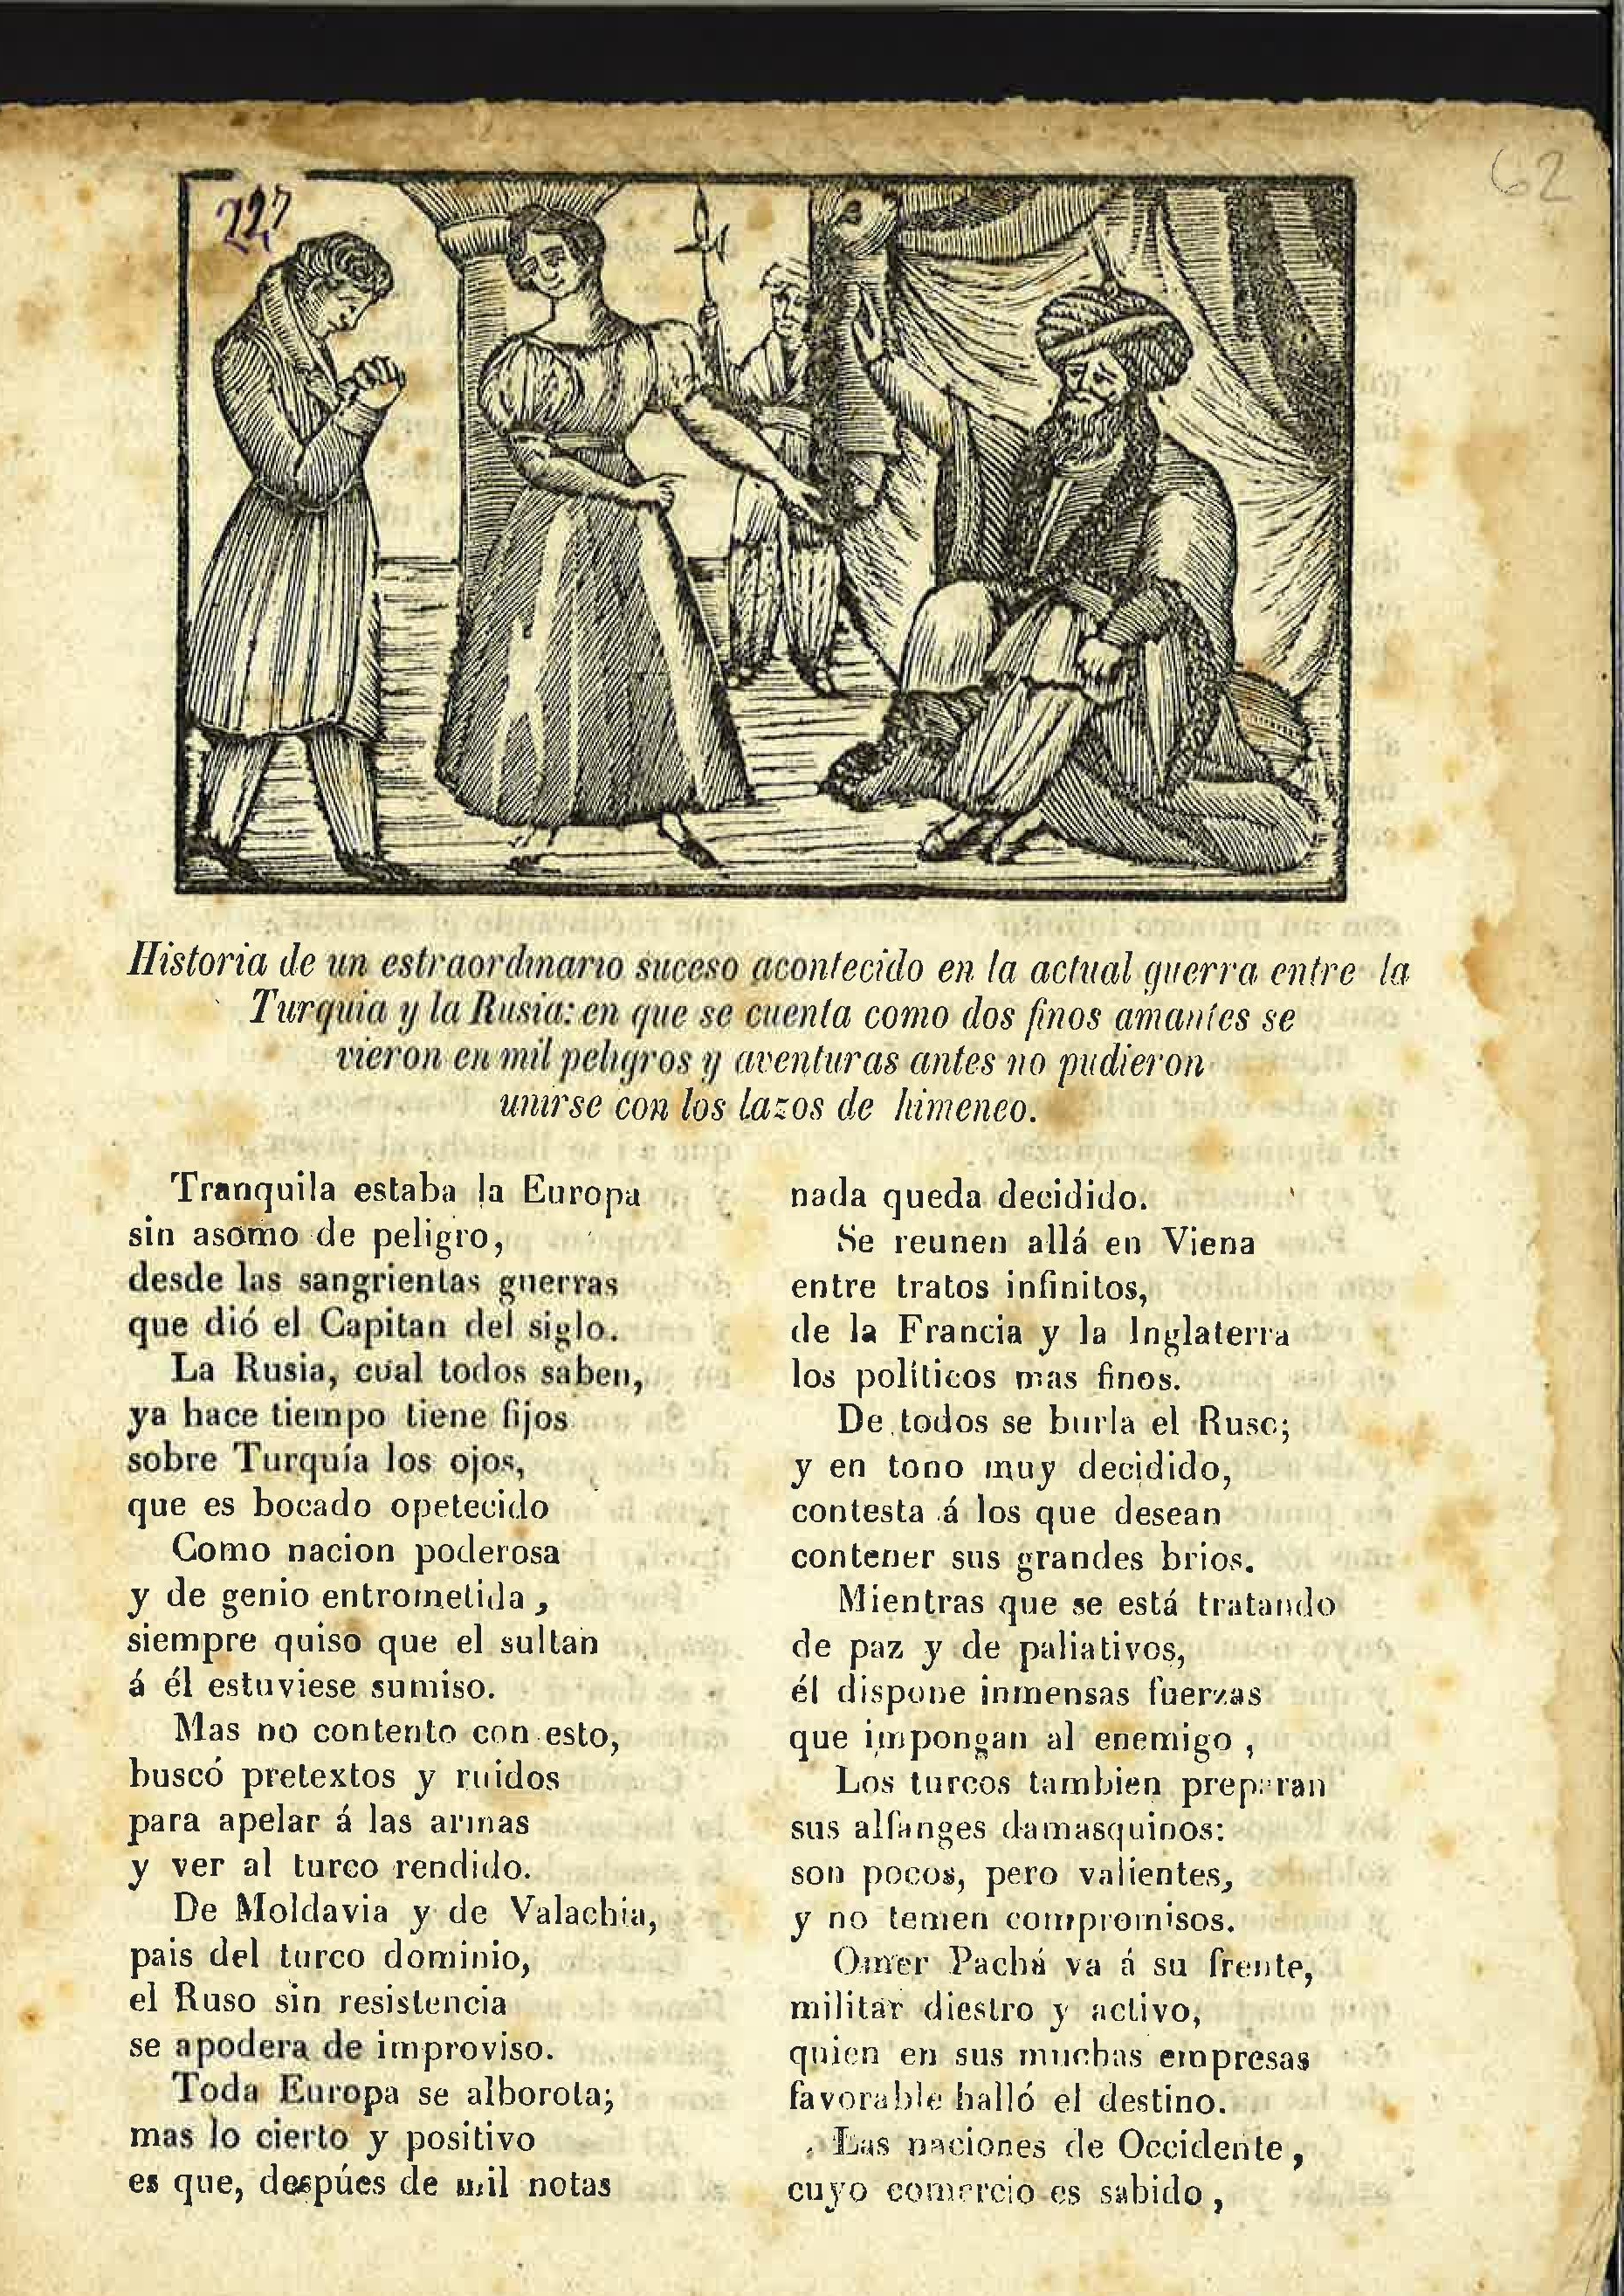 227
62
Historia de un estraordinario suceso acontecido en la actual guerra entre la
Turquia y la Rusia: en que se cuenta como dos finos amantes se
vieron en mil peligros y aventuras antes no pudieron
unirse con los lazos de himeneo.
Tranquila estaba la Europa
sin asomo de peligro,
desde las sangrientas guerras
que dió el Capitan del siglo.
La Rusia, cual todos saben,
ya hace tiempo tiene fijos
sobre Turquía los ojos,
que es bocado opetecido
Como nacion poderosa
y de genio entrometida,
siempre quiso que el sultan
á él estuviese sumiso.
Mas no contento con esto,
buscó pretextos y ruidos
para apelar á las armas
y ver al turco rendido.
De Moldavia y de Valachia,
pais del turco dominio,
el Ruso sin resistencia
se apodera de improviso.
Toda Europa se alborota;
mas lo cierto y positivo
es que, despúes de mil notas
nada queda decidido.
Se reunen allá en Viena
entre tratos infinitos,
de la Francia y la Inglaterra
los políticos mas finos.
De todos se burla el Ruso;
y en tono muy decidido,
contesta á los que desean
contener sus grandes brios.
Mientras que se está tratando
de paz y de paliativos,
él dispone inmensas fuerzas
que impongan al enemigo,
Los turcos tambien preparan
sus alfanges damasquinos:
son pocos, pero valientes,
y no temen compromisos.
Omer Pachá va á su frente,
militar diestro y activo,
quien en sus muchas empresas
favorable halló el destino.
Las naciones de Occidente,
cuyo comercio es sabido,